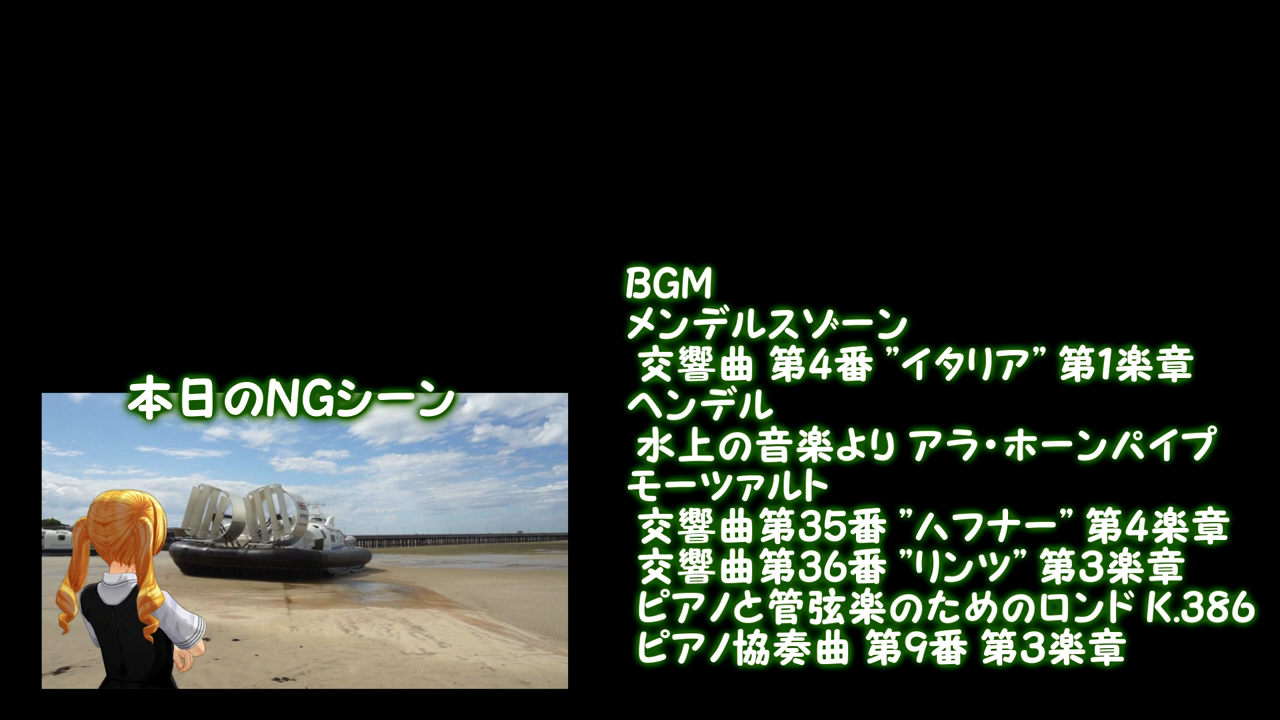 本日のNGシーン
BGM
メンデルスゾーン
交響曲 第4番 ”イタリア” 第1楽章
ヘンデル
水上の音楽より アラ・ホーンパイプ
モーツァルト
交響曲第35番 ”ハフナー” 第4楽章
交響曲第36番 ”リンツ” 第3楽章
ピアノと管弦楽のためのロンド K.386
ピアノ協奏曲 第9番 第3楽章